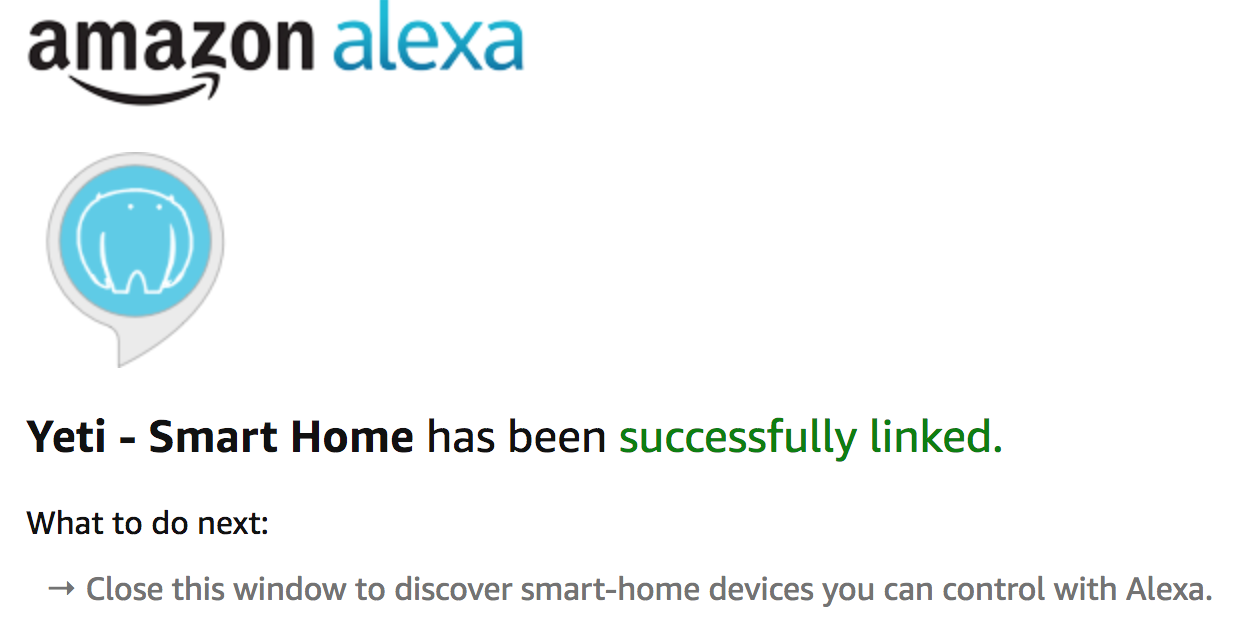 amazon alexa
Yeti - Smart Home has been successfully linked.
What to do next:
→ Close this window to discover smart-home devices you can control with Alexa.